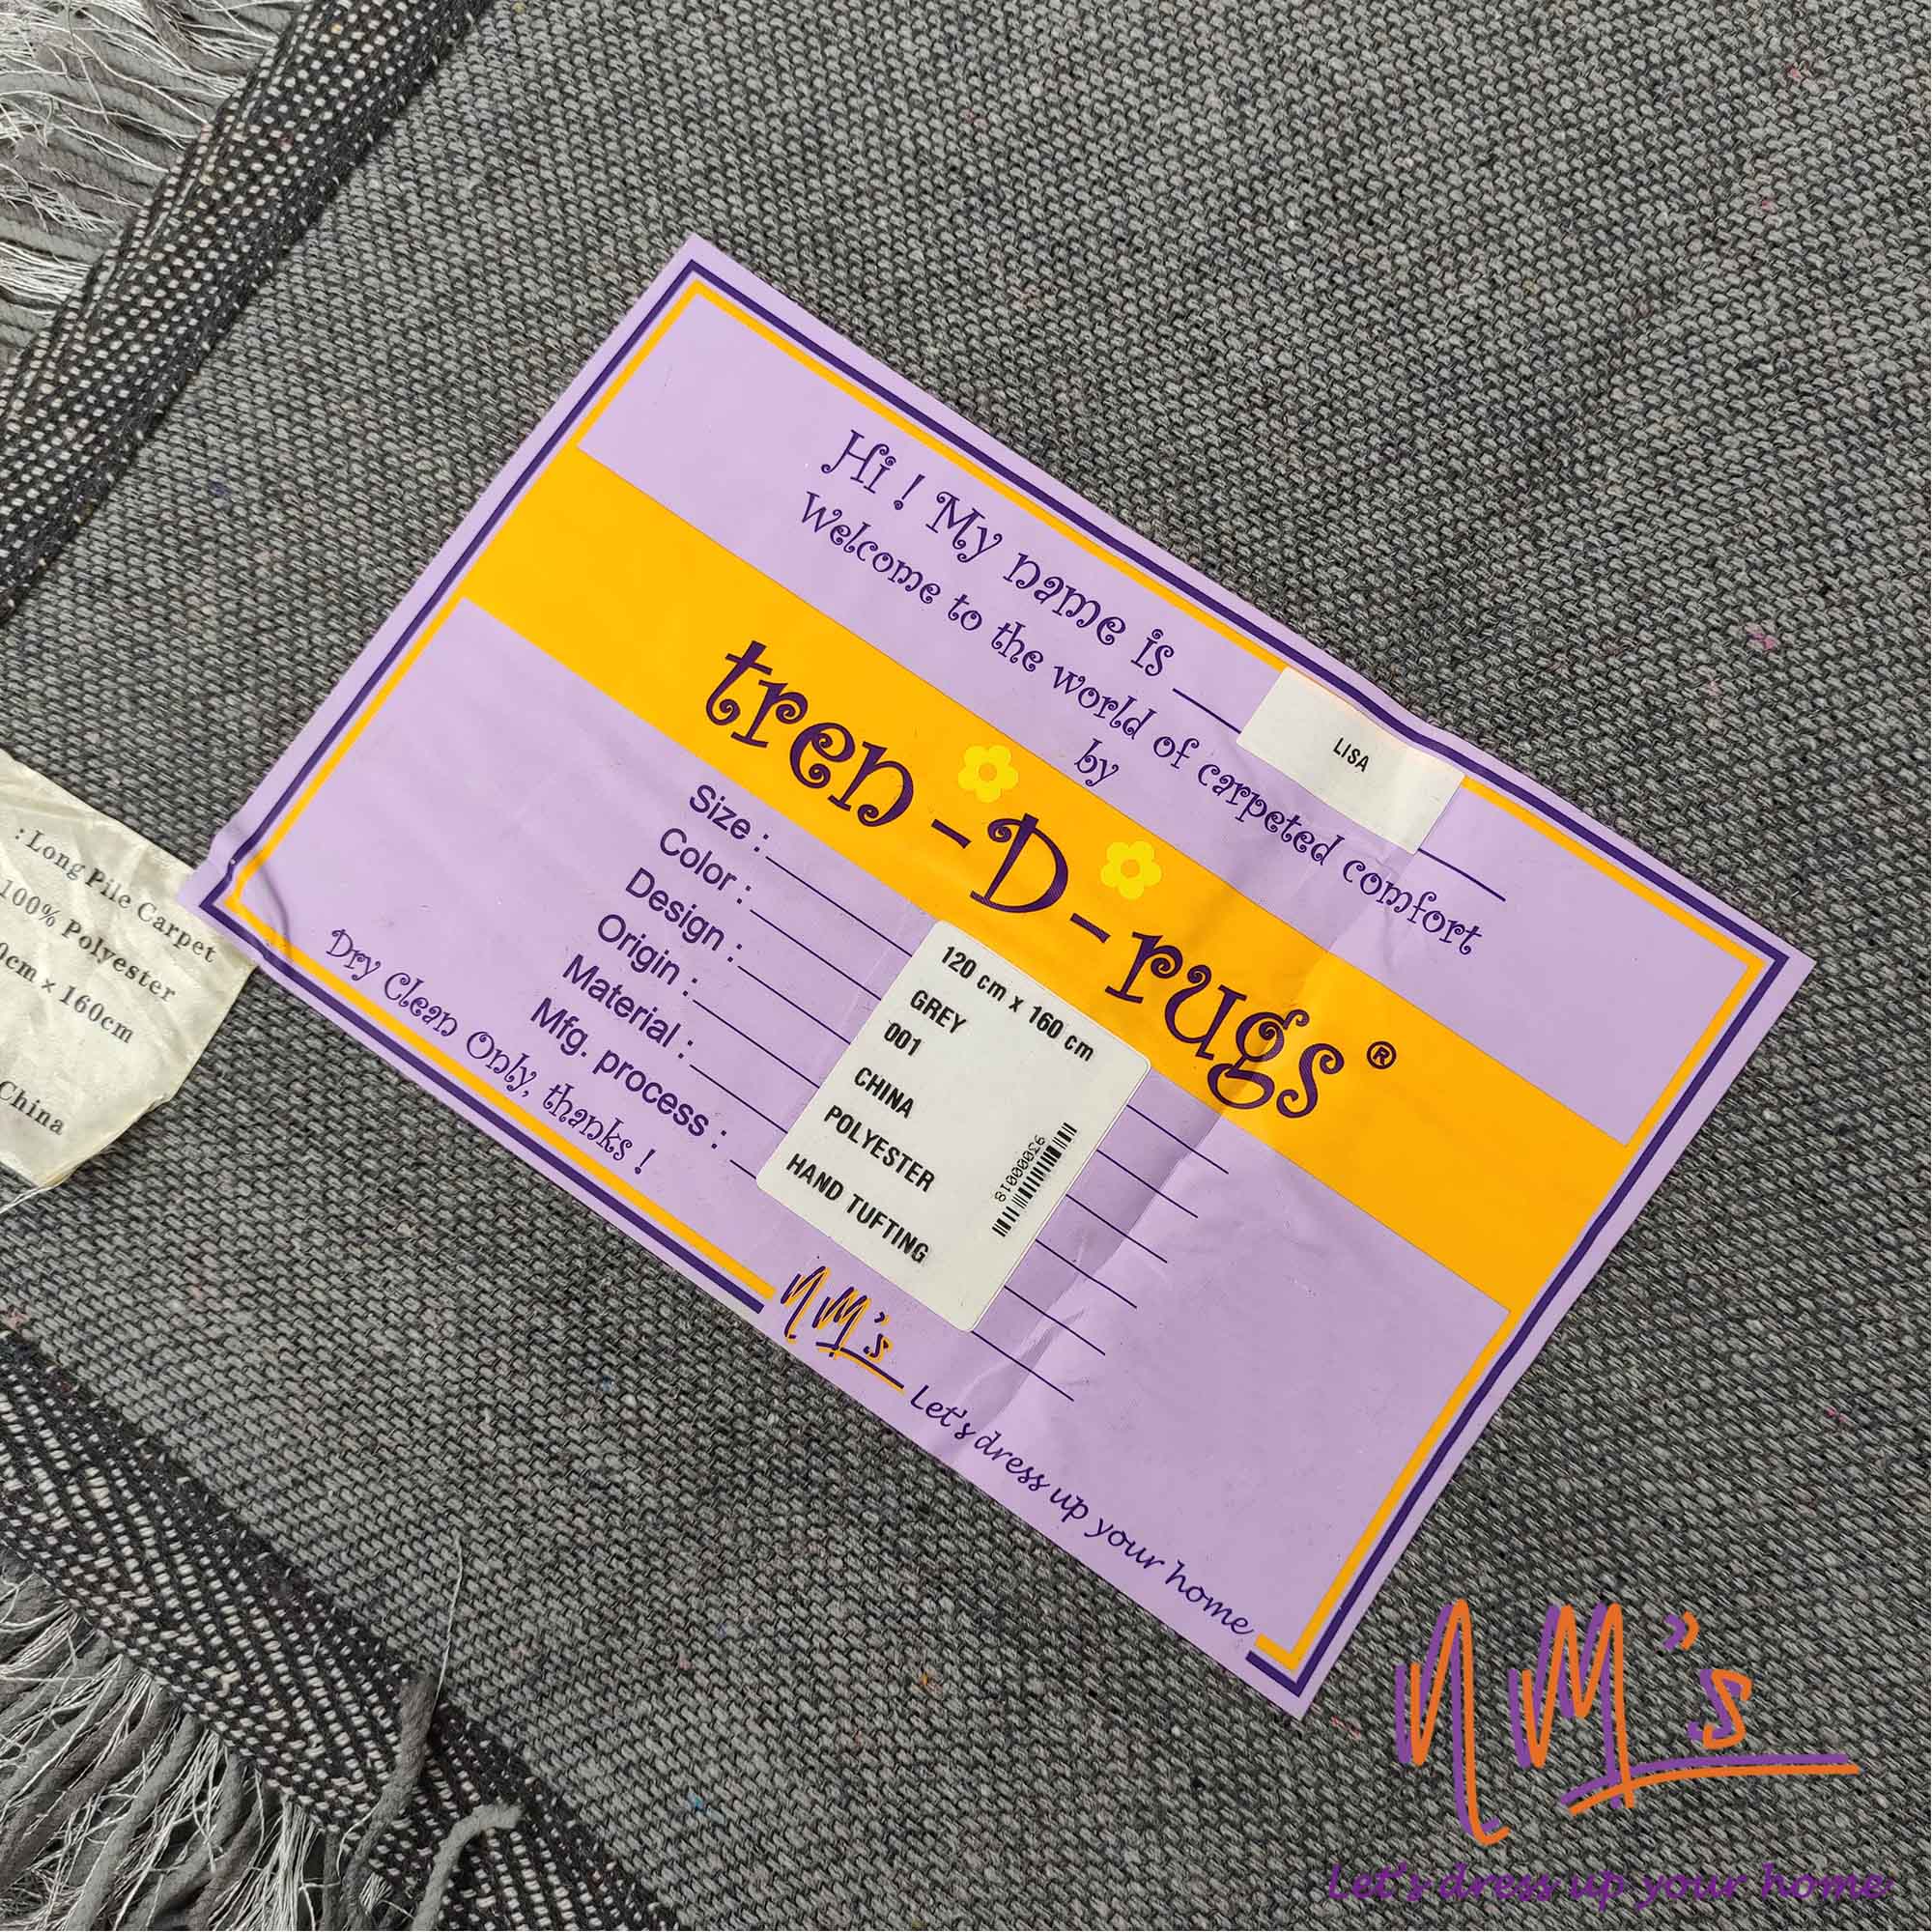 Hi ! My name is LISA
Welcome to the world of carpeted comfort
by
tren-D-rugs®
Size : 120 cm x 160 cm
Color : GREY
Design : 001
Origin : CHINA
Material : POLYESTER
Mfg. process : HAND TUFTING
930000018
Dry Clean Only, thanks !
NM's Let's dress up your home
: Long Pile Carpet
100% Polyester
0cm × 160cm
China
NM's
Let's dress up your home